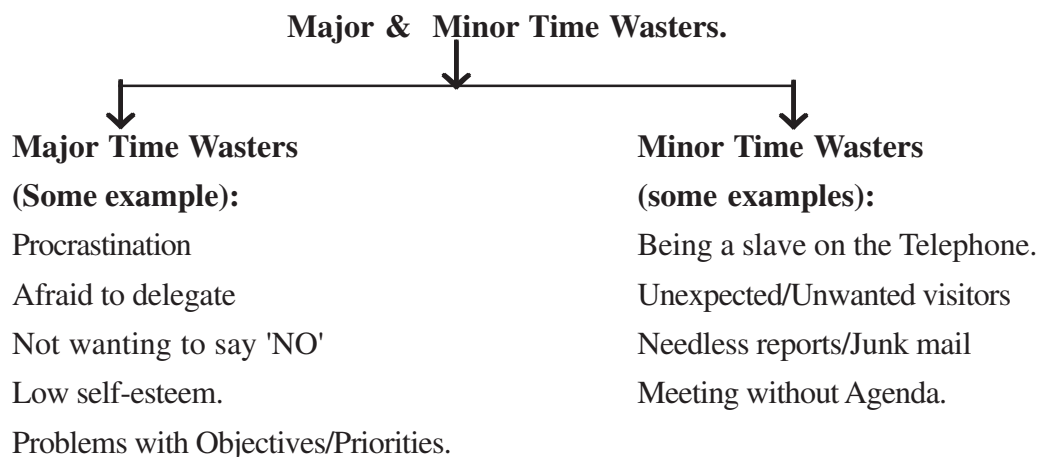 Major & Minor Time Wasters.
Major Time Wasters
(Some example):
Procrastination
Afraid to delegate
Not wanting to say 'NO'
Low self-esteem.
Problems with Objectives/Priorities.
Minor Time Wasters
(some examples):
Being a slave on the Telephone.
Unexpected/Unwanted visitors
Needless reports/Junk mail
Meeting without Agenda.